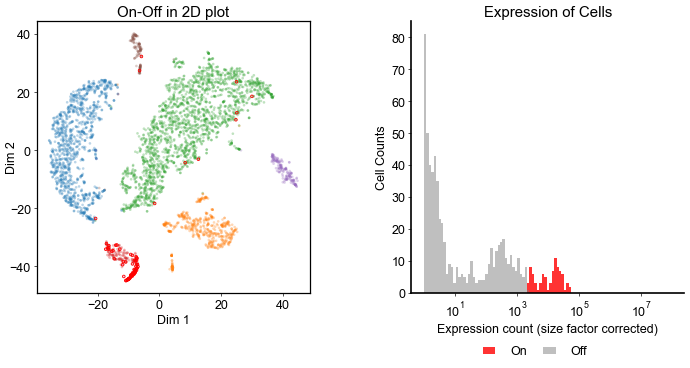 On-Off in 2D plot
40
20
0
−20
−40
Dim 2
−20
0
20
40
Dim 1
Expression of Cells
80
70
60
50
40
30
20
10
0
Cell Counts
10^1
10^3
10^5
10^7
Expression count (size factor corrected)
On
Off